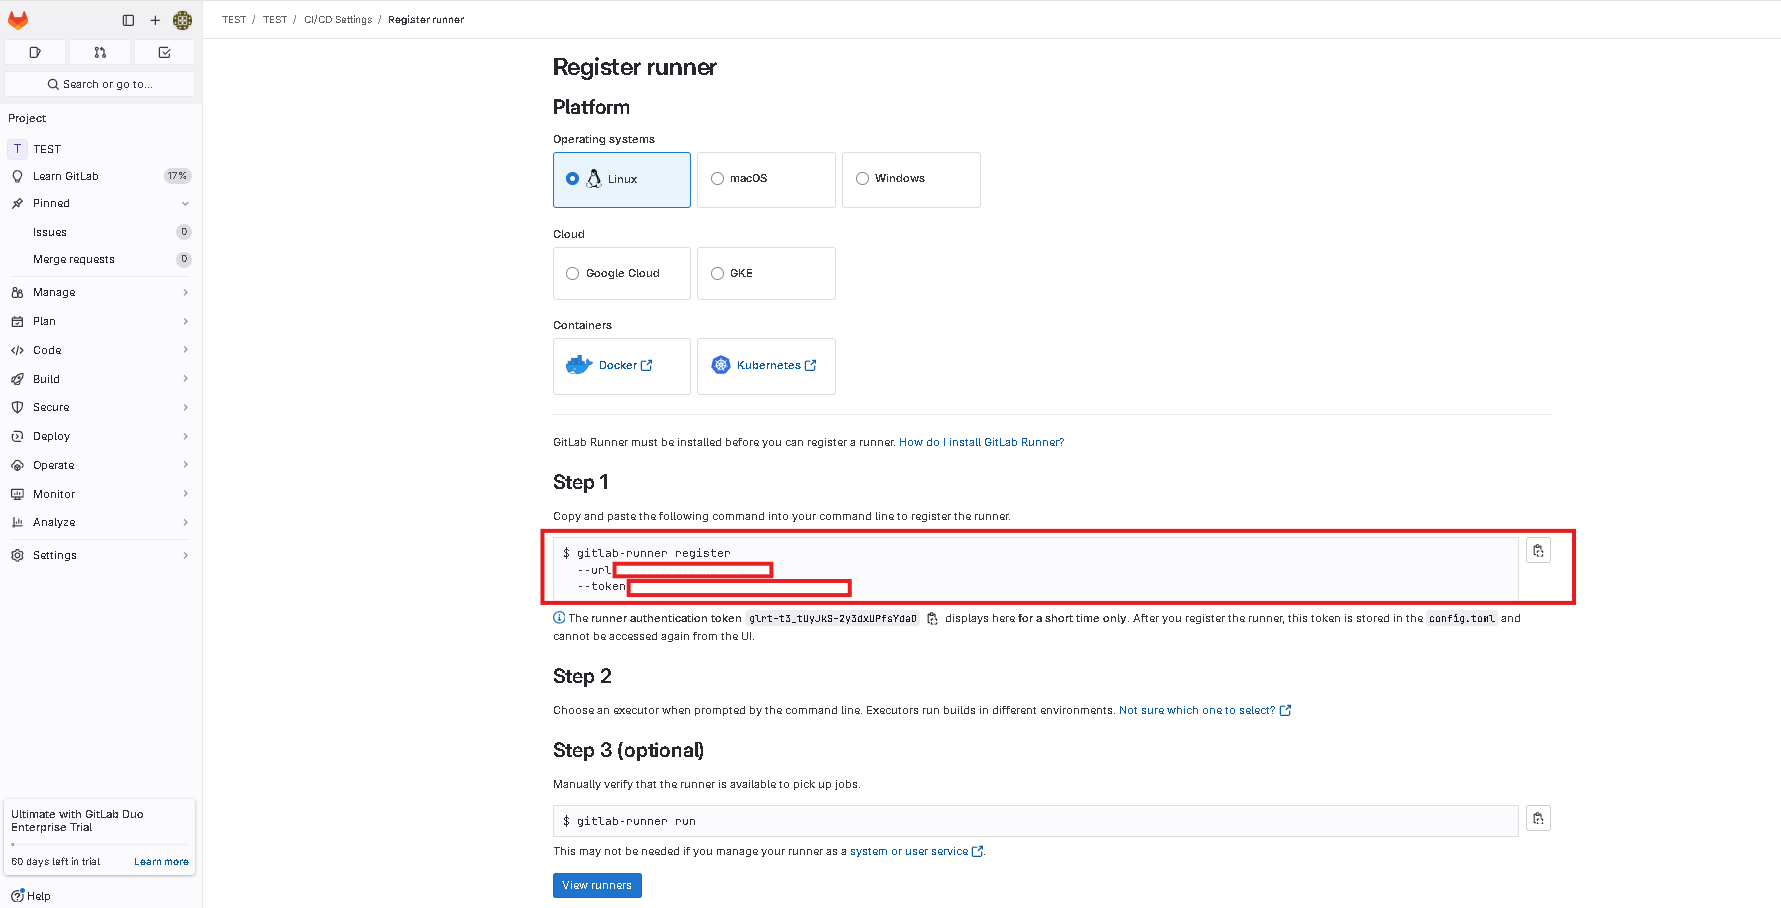 TEST / TEST / CI/CD Settings / Register runner
Search or go to...
Project
T TEST
Learn GitLab 17%
Pinned
Issues 0
Merge requests 0
Manage
Plan
Code
Build
Secure
Deploy
Operate
Monitor
Analyze
Settings
Ultimate with GitLab Duo
Enterprise Trial
60 days left in trial Learn more
Help
Register runner
Platform
Operating systems
Linux macOS Windows
Cloud
Google Cloud GKE
Containers
Docker Kubernetes
GitLab Runner must be installed before you can register a runner. How do I install GitLab Runner?
Step 1
Copy and paste the following command into your command line to register the runner.
$ gitlab-runner register
--url
--token
The runner authentication token displays here for a short time only. After you register the runner, this token is stored in the config.toml and
cannot be accessed again from the UI.
Step 2
Choose an executor when prompted by the command line. Executors run builds in different environments. Not sure which one to select?
Step 3 (optional)
Manually verify that the runner is available to pick up jobs.
$ gitlab-runner run
This may not be needed if you manage your runner as a system or user service.
View runners